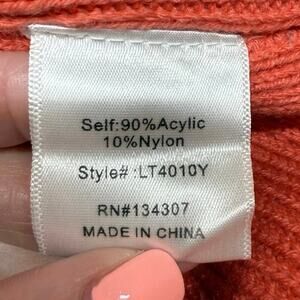 Self:90%Acylic
10%Nylon
Style# :LT4010Y
RN#134307
MADE IN CHINA